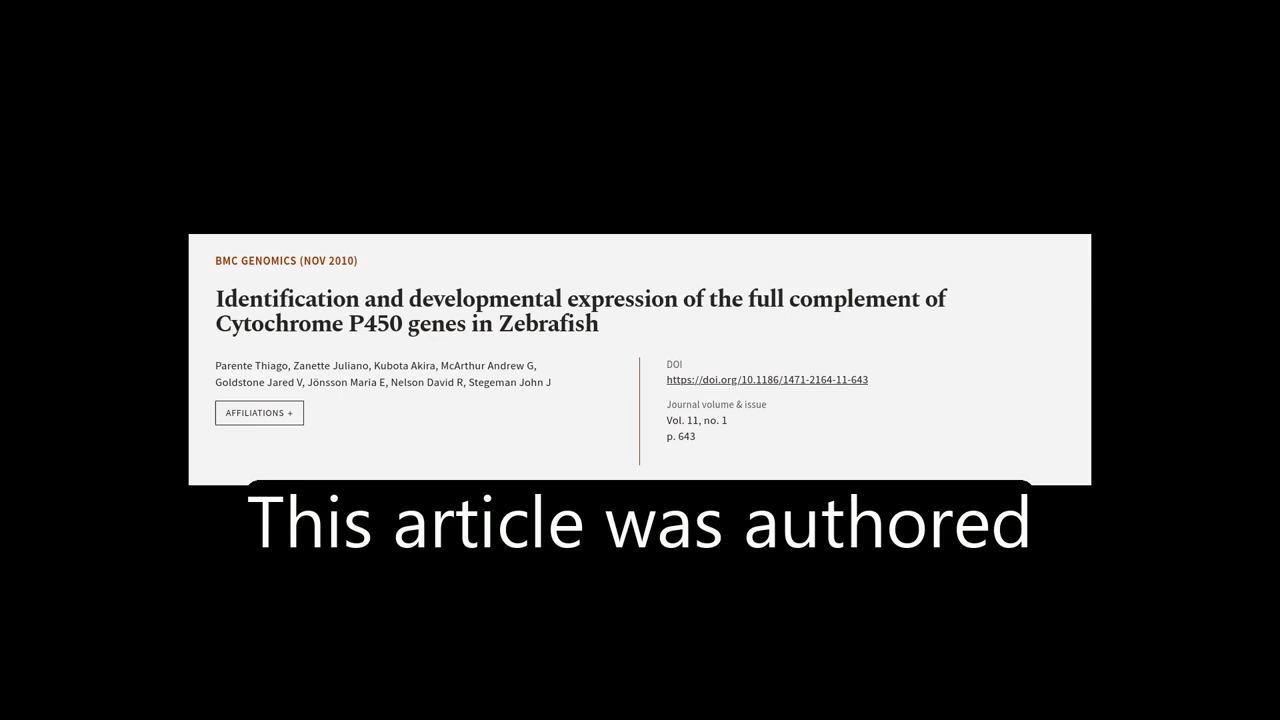 BMC GENOMICS (NOV 2010)
Identification and developmental expression of the full complement of
Cytochrome P450 genes in Zebrafish
Parente Thiago, Zanette Juliano, Kubota Akira, McArthur Andrew G,
Goldstone Jared V, Jönsson Maria E, Nelson David R, Stegeman John J
AFFILIATIONS +
DOI
https://doi.org/10.1186/1471-2164-11-643
Journal volume & issue
Vol. 11, no. 1
p. 643
This article was authored